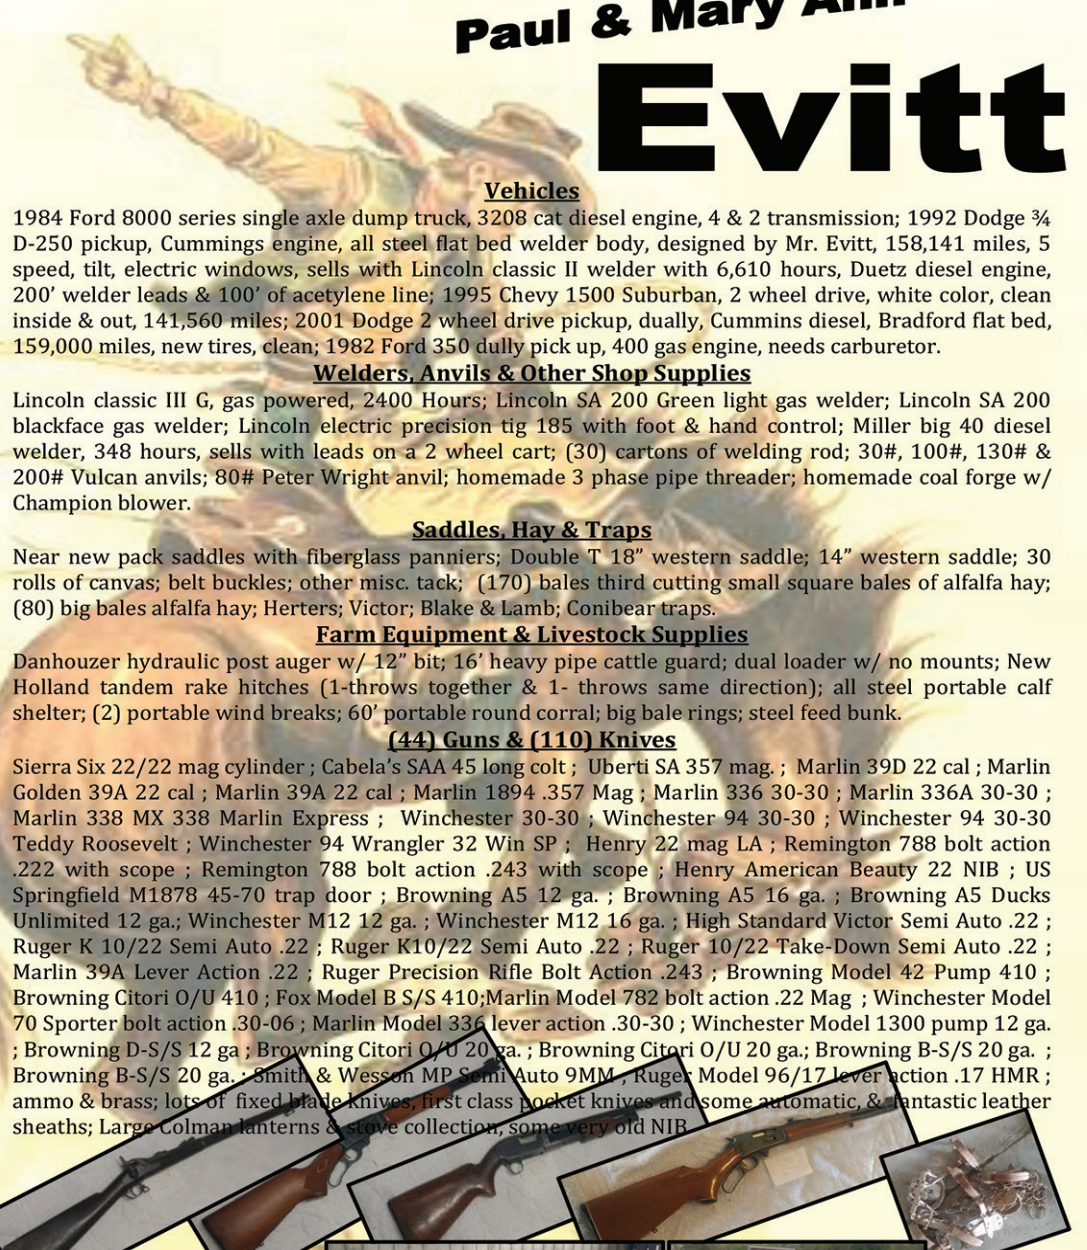 Paul & Mary Ann
Evitt
Vehicles
1984 Ford 8000 series single axle dump truck, 3208 cat diesel engine, 4 & 2 transmission; 1992 Dodge ¾
D-250 pickup, Cummings engine, all steel flat bed welder body, designed by Mr. Evitt, 158,141 miles, 5
speed, tilt, electric windows, sells with Lincoln classic II welder with 6,610 hours, Duetz diesel engine,
200’ welder leads & 100’ of acetylene line; 1995 Chevy 1500 Suburban, 2 wheel drive, white color, clean
inside & out, 141,560 miles; 2001 Dodge 2 wheel drive pickup, dually, Cummins diesel, Bradford flat bed,
159,000 miles, new tires, clean; 1982 Ford 350 dully pick up, 400 gas engine, needs carburetor.
Welders, Anvils & Other Shop Supplies
Lincoln classic III G, gas powered, 2400 Hours; Lincoln SA 200 Green light gas welder; Lincoln SA 200
blackface gas welder; Lincoln electric precision tig 185 with foot & hand control; Miller big 40 diesel
welder, 348 hours, sells with leads on a 2 wheel cart; (30) cartons of welding rod; 30#, 100#, 130# &
200# Vulcan anvils; 80# Peter Wright anvil; homemade 3 phase pipe threader; homemade coal forge w/
Champion blower.
Saddles, Hay & Traps
Near new pack saddles with fiberglass panniers; Double T 18” western saddle; 14” western saddle; 30
rolls of canvas; belt buckles; other misc. tack; (170) bales third cutting small square bales of alfalfa hay;
(80) big bales alfalfa hay; Herters; Victor; Blake & Lamb; Conibear traps.
Farm Equipment & Livestock Supplies
Danhouzer hydraulic post auger w/ 12” bit; 16’ heavy pipe cattle guard; dual loader w/ no mounts; New
Holland tandem rake hitches (1-throws together & 1- throws same direction); all steel portable calf
shelter; (2) portable wind breaks; 60’ portable round corral; big bale rings; steel feed bunk.
(44) Guns & (110) Knives
Sierra Six 22/22 mag cylinder ; Cabela’s SAA 45 long colt ; Uberti SA 357 mag. ; Marlin 39D 22 cal ; Marlin
Golden 39A 22 cal ; Marlin 39A 22 cal ; Marlin 1894 .357 Mag ; Marlin 336 30-30 ; Marlin 336A 30-30 ;
Marlin 338 MX 338 Marlin Express ; Winchester 30-30 ; Winchester 94 30-30 ; Winchester 94 30-30
Teddy Roosevelt ; Winchester 94 Wrangler 32 Win SP ; Henry 22 mag LA ; Remington 788 bolt action
.222 with scope ; Remington 788 bolt action .243 with scope ; Henry American Beauty 22 NIB ; US
Springfield M1878 45-70 trap door ; Browning A5 12 ga. ; Browning A5 16 ga. ; Browning A5 Ducks
Unlimited 12 ga.; Winchester M12 12 ga. ; Winchester M12 16 ga. ; High Standard Victor Semi Auto .22 ;
Ruger K 10/22 Semi Auto .22 ; Ruger K10/22 Semi Auto .22 ; Ruger 10/22 Take-Down Semi Auto .22 ;
Marlin 39A Lever Action .22 ; Ruger Precision Rifle Bolt Action .243 ; Browning Model 42 Pump 410 ;
Browning Citori O/U 410 ; Fox Model B S/S 410;Marlin Model 782 bolt action .22 Mag ; Winchester Model
70 Sporter bolt action .30-06 ; Marlin Model 336 lever action .30-30 ; Winchester Model 1300 pump 12 ga.
; Browning D-S/S 12 ga ; Browning Citori O/U 20 ga. ; Browning Citori O/U 20 ga.; Browning B-S/S 20 ga. ;
Browning B-S/S 20 ga. ; Smith & Wesson MP Semi Auto 9MM , Ruger Model 96/17 lever action .17 HMR ;
ammo & brass; lots of fixed blade knives, first class pocket knives and some automatic, & fantastic leather
sheaths; Large Colman lanterns & stove collection, some very old NIB.